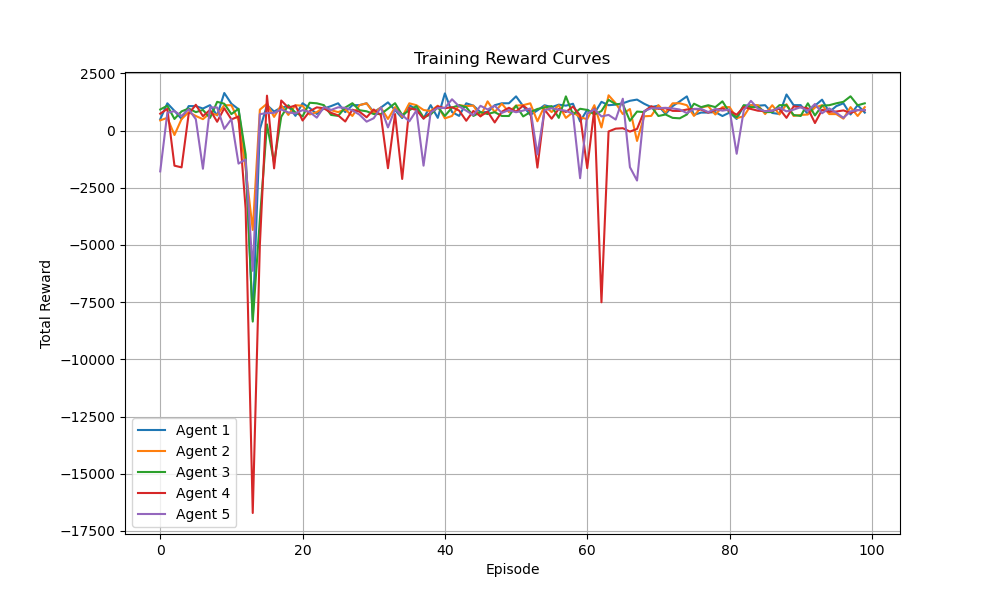 Training Reward Curves
Total Reward
2500
0
−2500
−5000
−7500
−10000
−12500
−15000
−17500
Agent 1
Agent 2
Agent 3
Agent 4
Agent 5
0 20 40 60 80 100
Episode